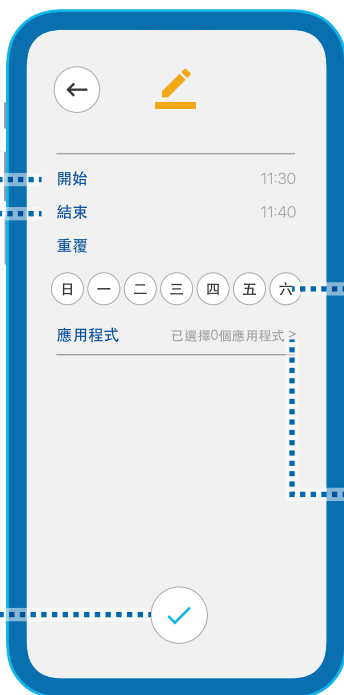 開始 11:30
結束 11:40
重覆
日 一 二 三 四 五 六
應用程式 已選擇0個應用程式 >